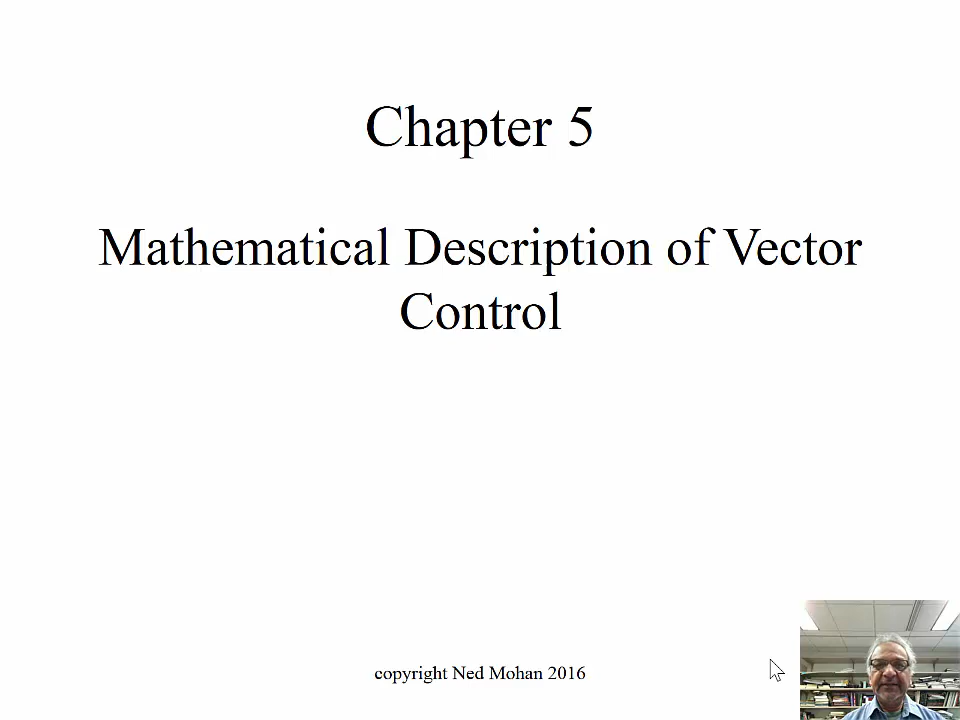 Chapter 5
Mathematical Description of Vector
Control
copyright Ned Mohan 2016